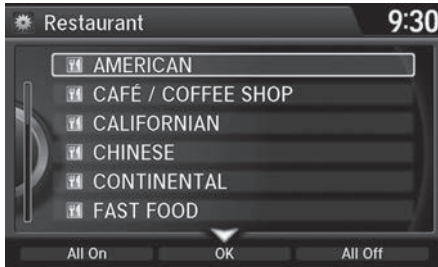 Restaurant 9:30
AMERICAN
CAFÉ / COFFEE SHOP
CALIFORNIAN
CHINESE
CONTINENTAL
FAST FOOD
All On OK All Off